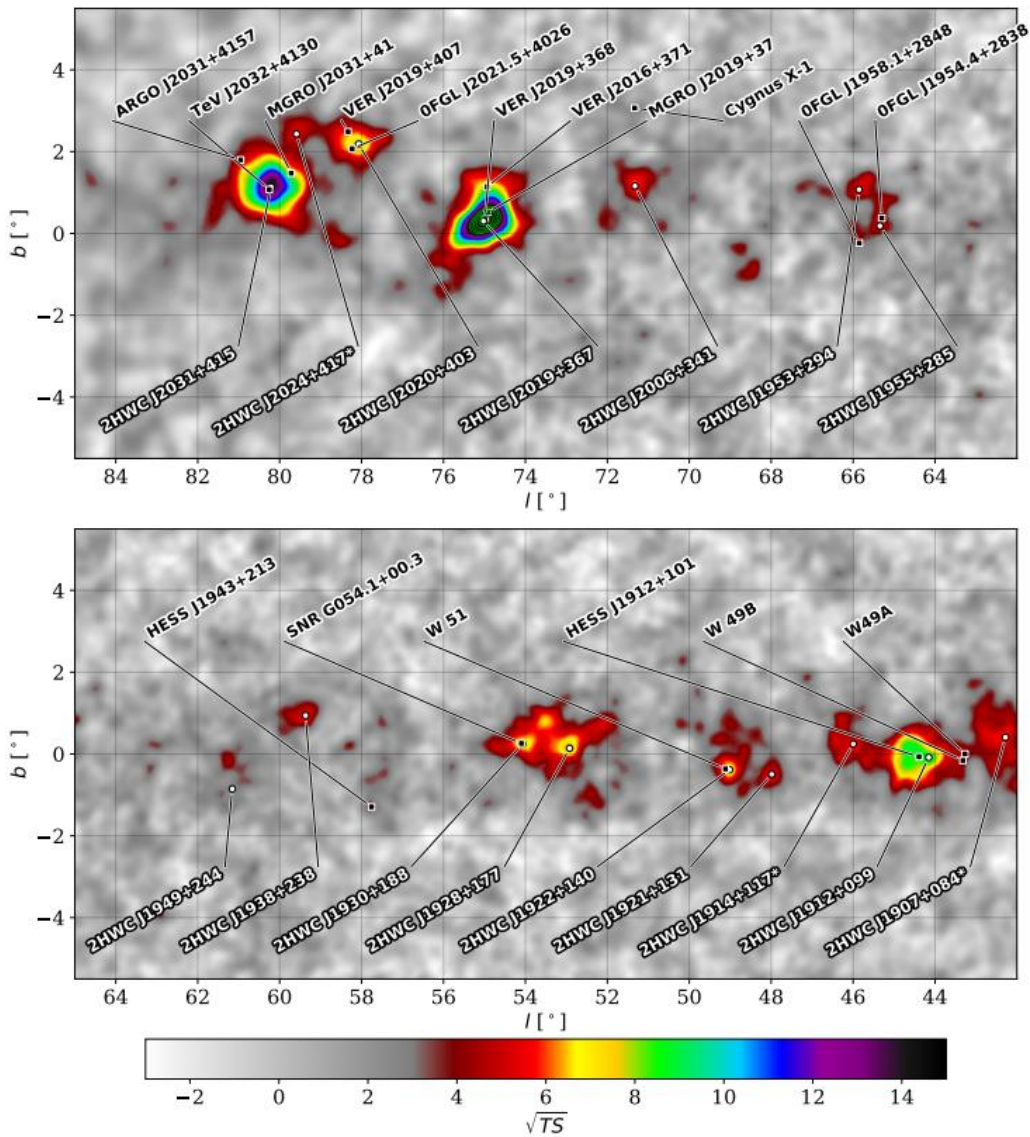 ARGO J2031+4157
TeV J2032+4130
MGRO J2031+41
VER J2019+407
0FGL J2021.5+4026
VER J2019+368
VER J2016+371
MGRO J2019+37
Cygnus X-1
0FGL J1958.1+2848
0FGL J1954.4+2838
4
2
0
−2
−4
b [°]
2HWC J2031+415
2HWC J2024+417*
2HWC J2020+403
2HWC J2019+367
2HWC J2006+341
2HWC J1953+294
2HWC J1955+285
84 82 80 78 76 74 72 70 68 66 64
l [°]
HESS J1943+213
SNR G054.1+00.3
W 51
HESS J1912+101
W 49B
W49A
4
2
0
−2
−4
b [°]
2HWC J1949+244
2HWC J1938+238
2HWC J1930+188
2HWC J1928+177
2HWC J1922+140
2HWC J1921+131
2HWC J1914+117*
2HWC J1912+099
2HWC J1907+084*
64 62 60 58 56 54 52 50 48 46 44
l [°]
−2 0 2 4 6 8 10 12 14
√TS